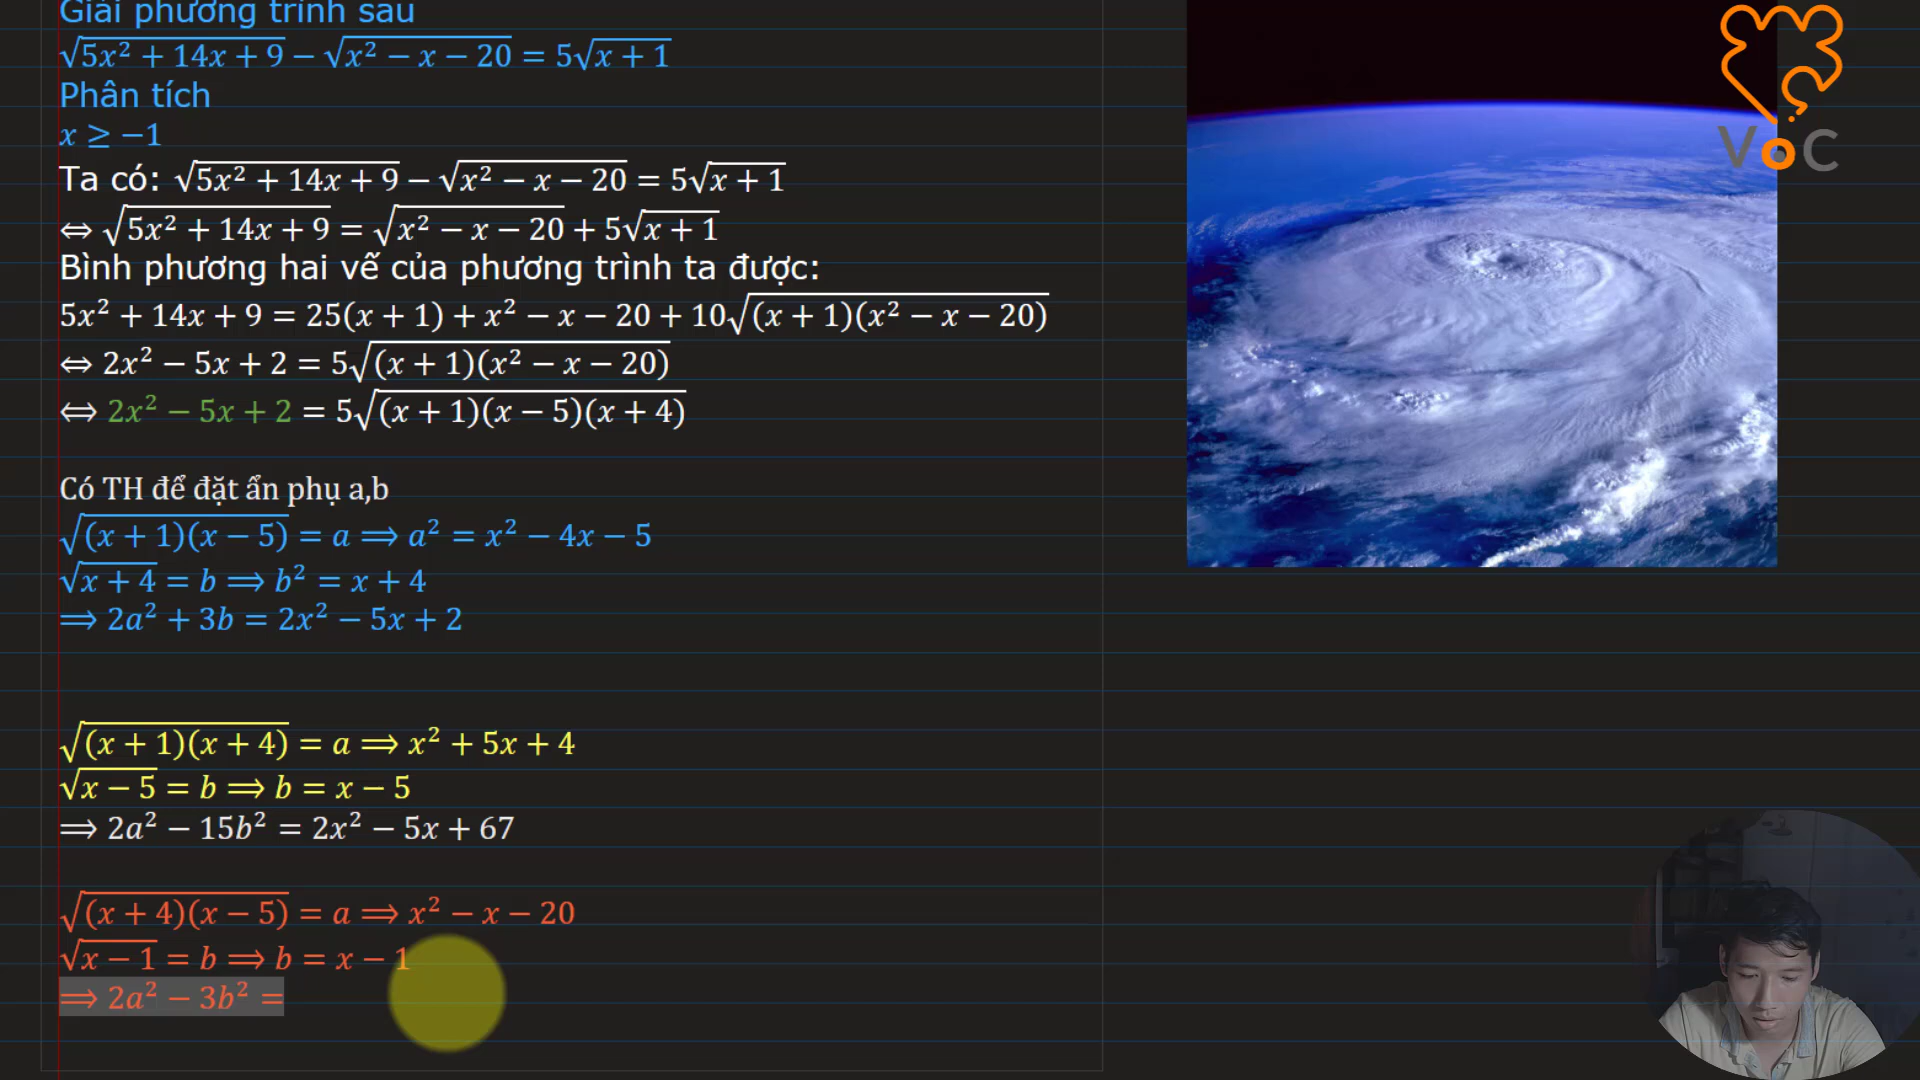 Giải phương trình sau
√(5x² + 14x + 9) − √(x² − x − 20) = 5√(x + 1)
Phân tích
x ≥ −1
Ta có: √(5x² + 14x + 9) − √(x² − x − 20) = 5√(x + 1)
⇔ √(5x² + 14x + 9) = √(x² − x − 20) + 5√(x + 1)
Bình phương hai vế của phương trình ta được:
5x² + 14x + 9 = 25(x + 1) + x² − x − 20 + 10√((x + 1)(x² − x − 20))
⇔ 2x² − 5x + 2 = 5√((x + 1)(x² − x − 20))
⇔ 2x² − 5x + 2 = 5√((x + 1)(x − 5)(x + 4))
Có TH để đặt ẩn phụ a,b
√((x + 1)(x − 5)) = a ⟹ a² = x² − 4x − 5
√(x + 4) = b ⟹ b² = x + 4
⟹ 2a² + 3b = 2x² − 5x + 2
√((x + 1)(x + 4)) = a ⟹ x² + 5x + 4
√(x − 5) = b ⟹ b = x − 5
⟹ 2a² − 15b² = 2x² − 5x + 67
√((x + 4)(x − 5)) = a ⟹ x² − x − 20
√(x − 1) = b ⟹ b = x − 1
⟹ 2a² − 3b² =
VoC